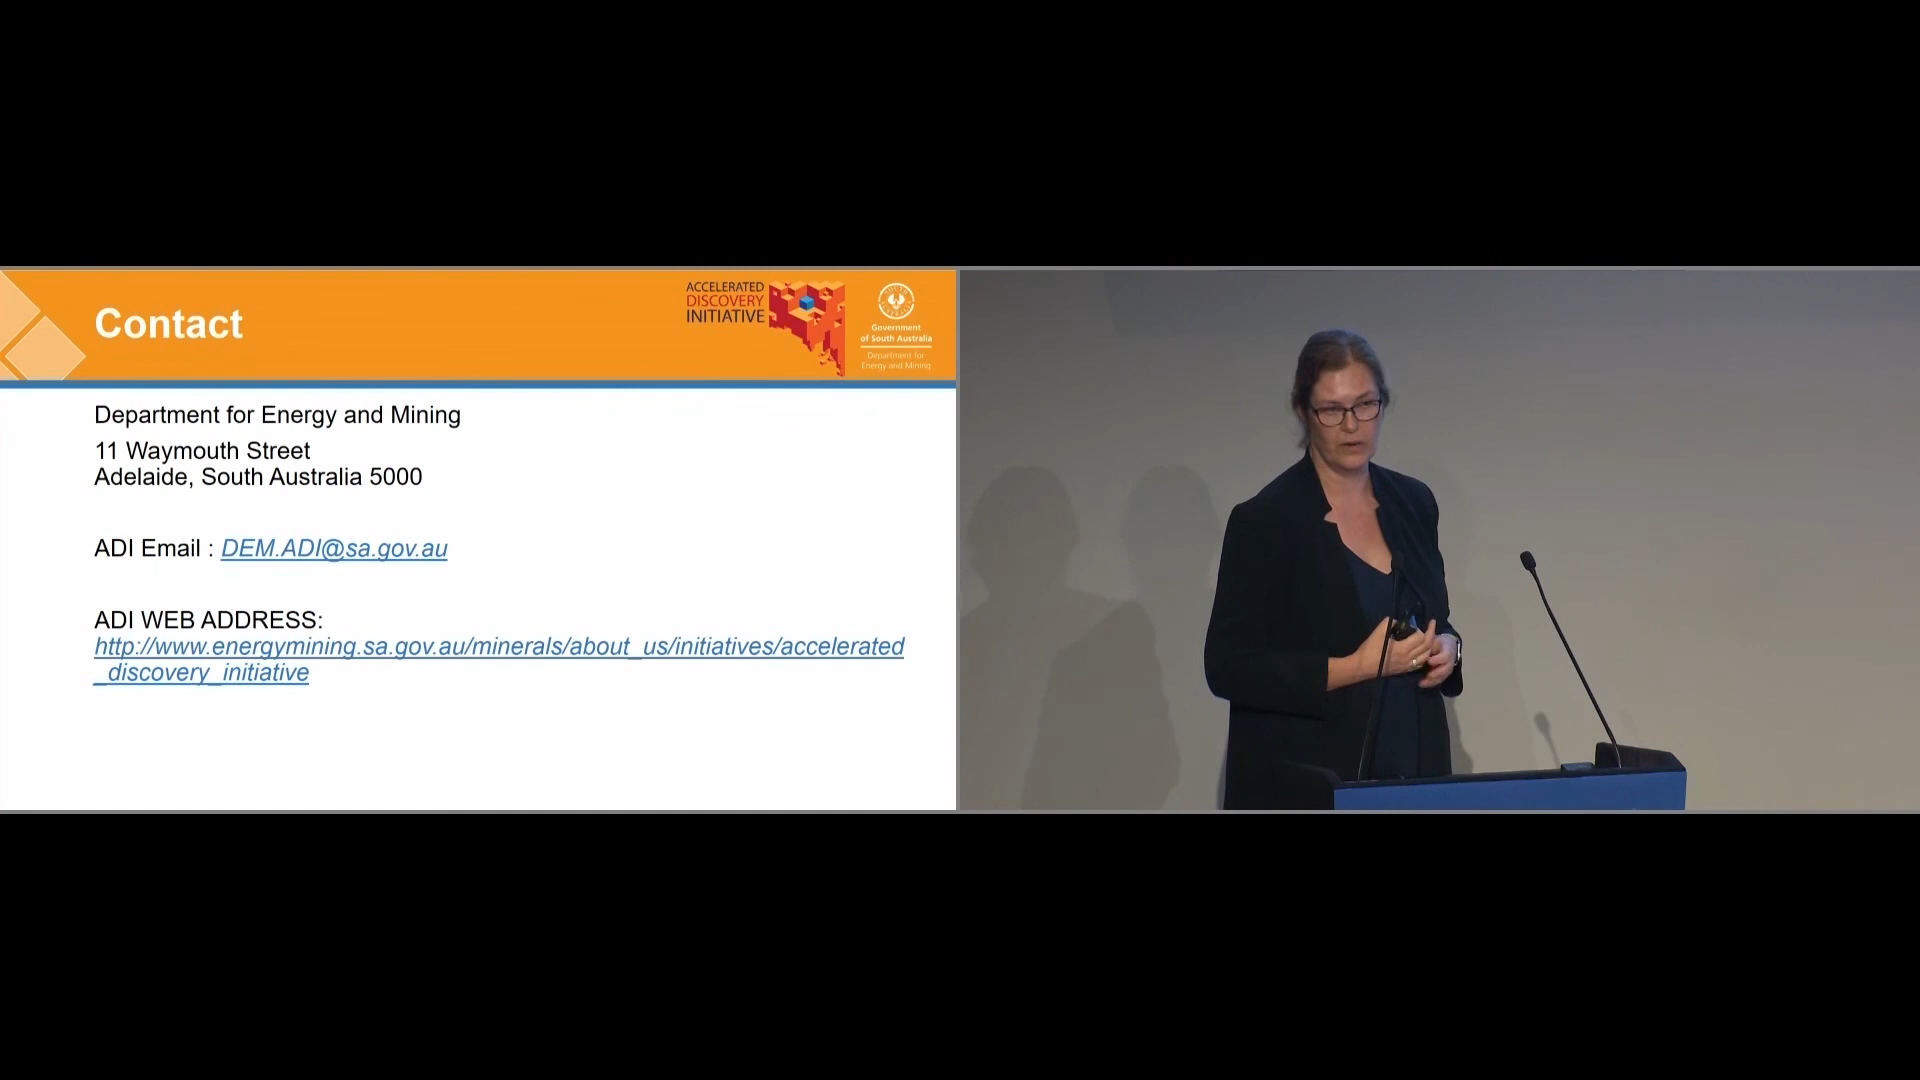 Contact
ACCELERATED
DISCOVERY
INITIATIVE
Government
of South Australia
Department for
Energy and Mining
Department for Energy and Mining
11 Waymouth Street
Adelaide, South Australia 5000
ADI Email : DEM.ADI@sa.gov.au
ADI WEB ADDRESS:
http://www.energymining.sa.gov.au/minerals/about_us/initiatives/accelerated
_discovery_initiative